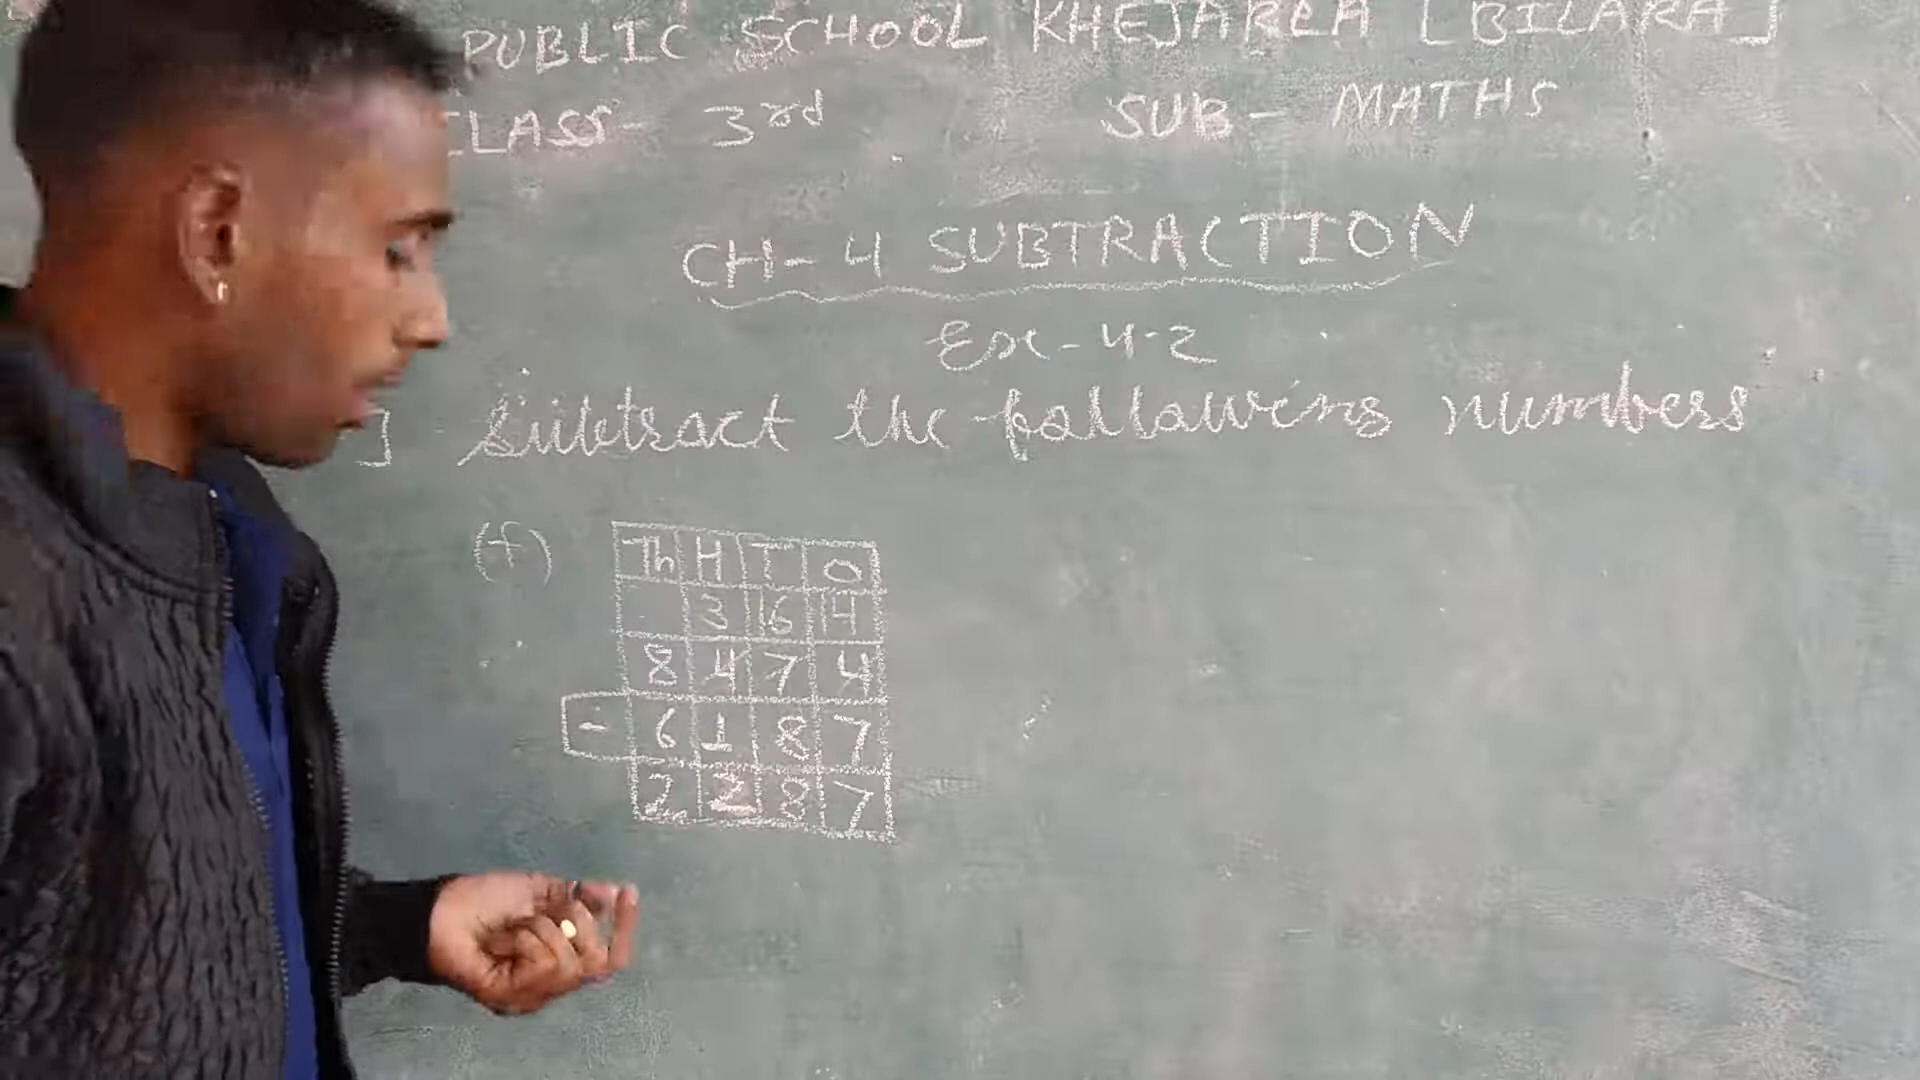 PUBLIC SCHOOL KHEJARLA [BILARA]
CLASS- 3rd SUB- MATHS
CH-4 SUBTRACTION
Ex-4.2
] Subtract the following numbers
(f) Th H T O
3 16 14
8 4 7 4
- 6 1 8 7
2 2 8 7